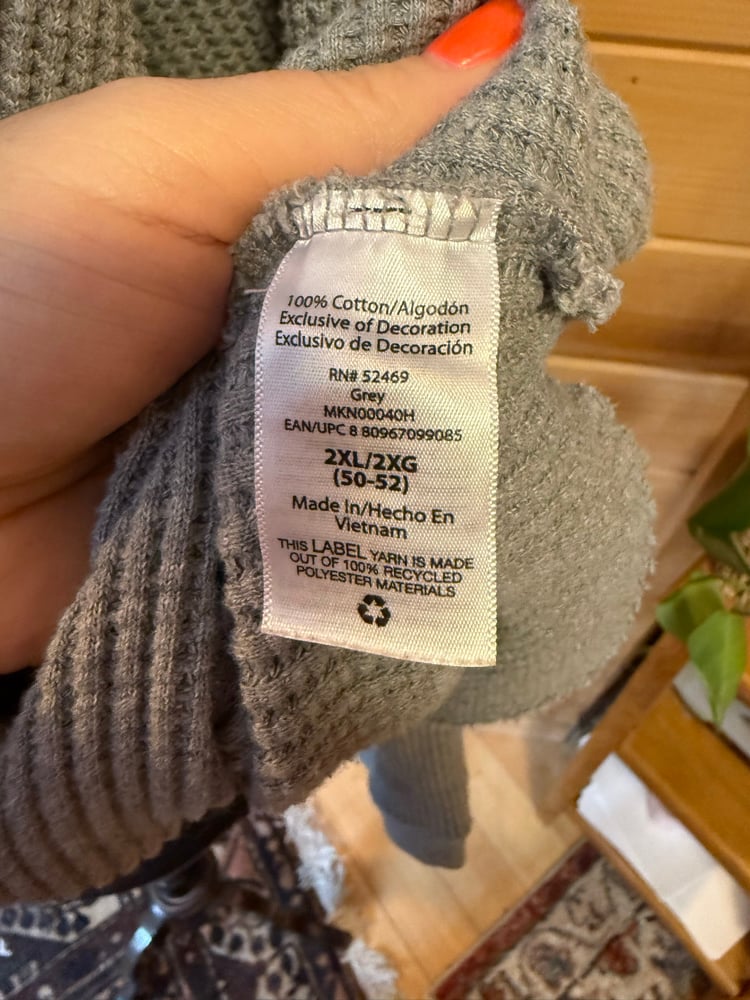 100% Cotton/Algodón
Exclusive of Decoration
Exclusivo de Decoración
RN# 52469
Grey
MKN00040H
EAN/UPC 8 80967099085
2XL/2XG
(50-52)
Made In/Hecho En
Vietnam
THIS LABEL YARN IS MADE
OUT OF 100% RECYCLED
POLYESTER MATERIALS